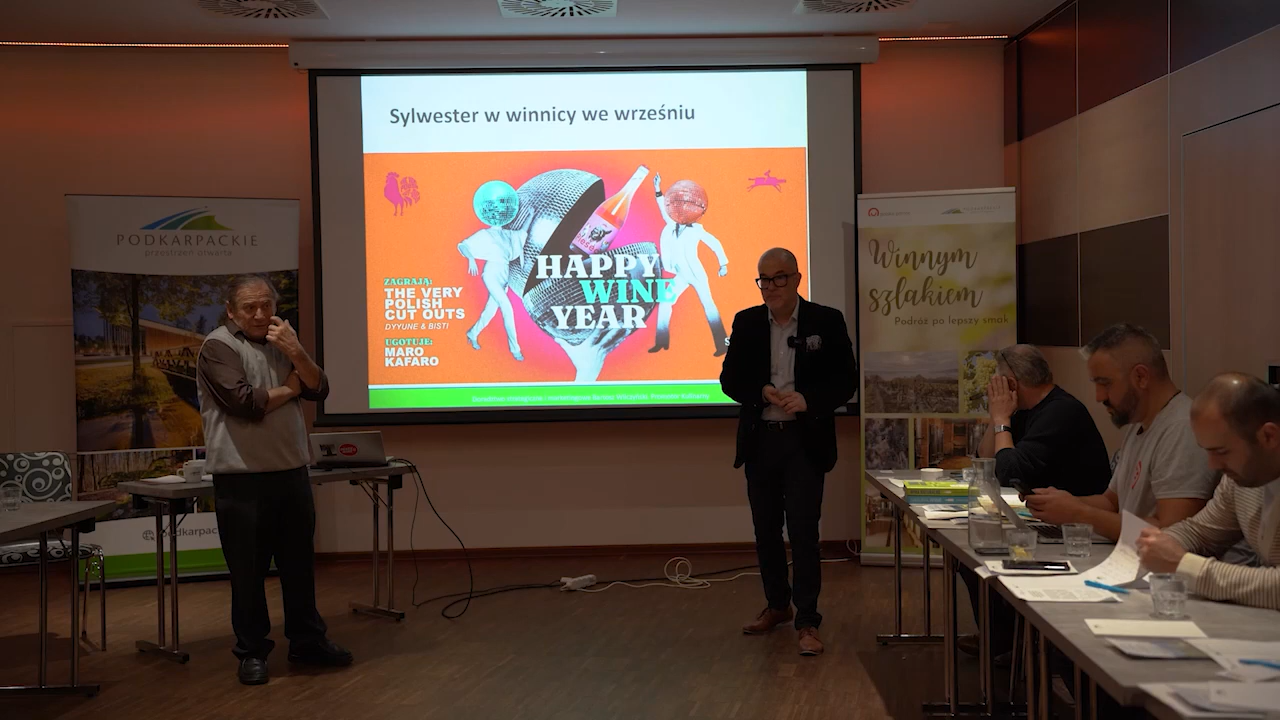 Sylwester w winnicy we wrześniu
HAPPY
WINE
YEAR
ZAGRAJĄ:
THE VERY
POLISH
CUT OUTS
DYYUNE & BISTI
UGOTUJE:
MARO
KAFARO
PODKARPACKIE
przestrzeń otwarta
Winnym
szlakiem
Podróż po lepszy smak